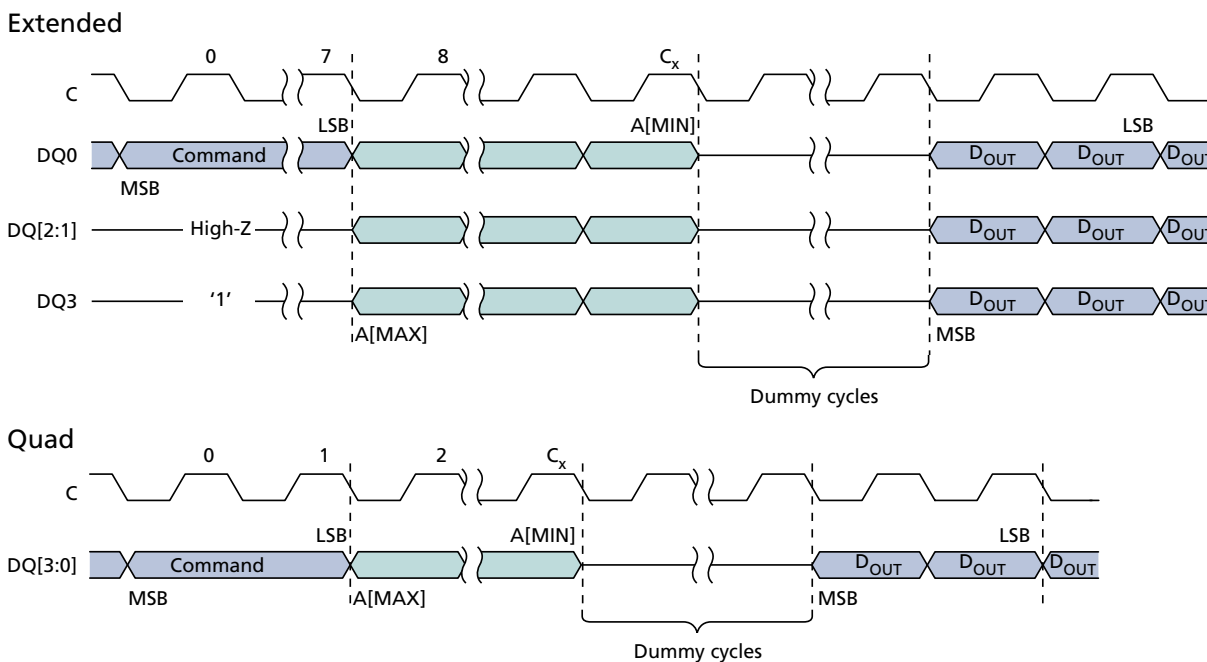 Extended
0 7 8 Cx
C
LSB A[MIN] LSB
DQ0 Command DOUT DOUT DOUT
MSB
DQ[2:1] High-Z DOUT DOUT DOUT
DQ3 '1' DOUT DOUT DOUT
A[MAX] MSB
Dummy cycles
Quad
0 1 2 Cx
C
LSB A[MIN] LSB
DQ[3:0] Command DOUT DOUT DOUT
MSB A[MAX] MSB
Dummy cycles